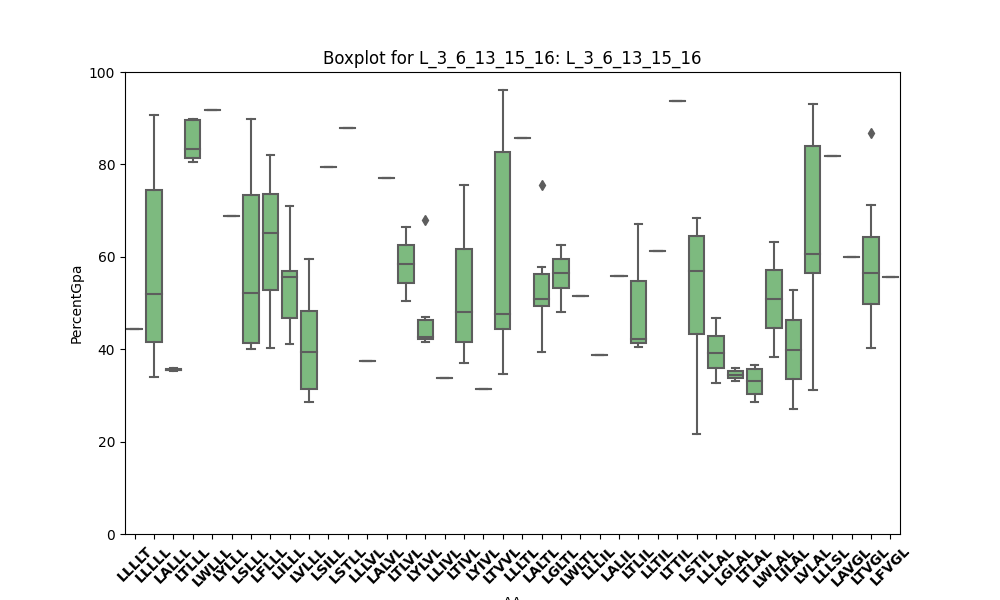 Boxplot for L_3_6_13_15_16: L_3_6_13_15_16
PercentGpa
100
80
60
40
20
0
LLLLT
LLLLL
LALLL
LTLLL
LWLLL
LYLLL
LSLLL
LFLLL
LILLL
LVLLL
LSILL
LSTLL
LLLVL
LALVL
LTLVL
LYLVL
LLIVL
LTIVL
LYIVL
LTVVL
LLLTL
LALTL
LGLTL
LWLTL
LLLIL
LALIL
LTLIL
LLTIL
LTTIL
LSTIL
LLLAL
LGLAL
LTLAL
LWLAL
LILAL
LVLAL
LLLSL
LAVGL
LTVGL
LFVGL